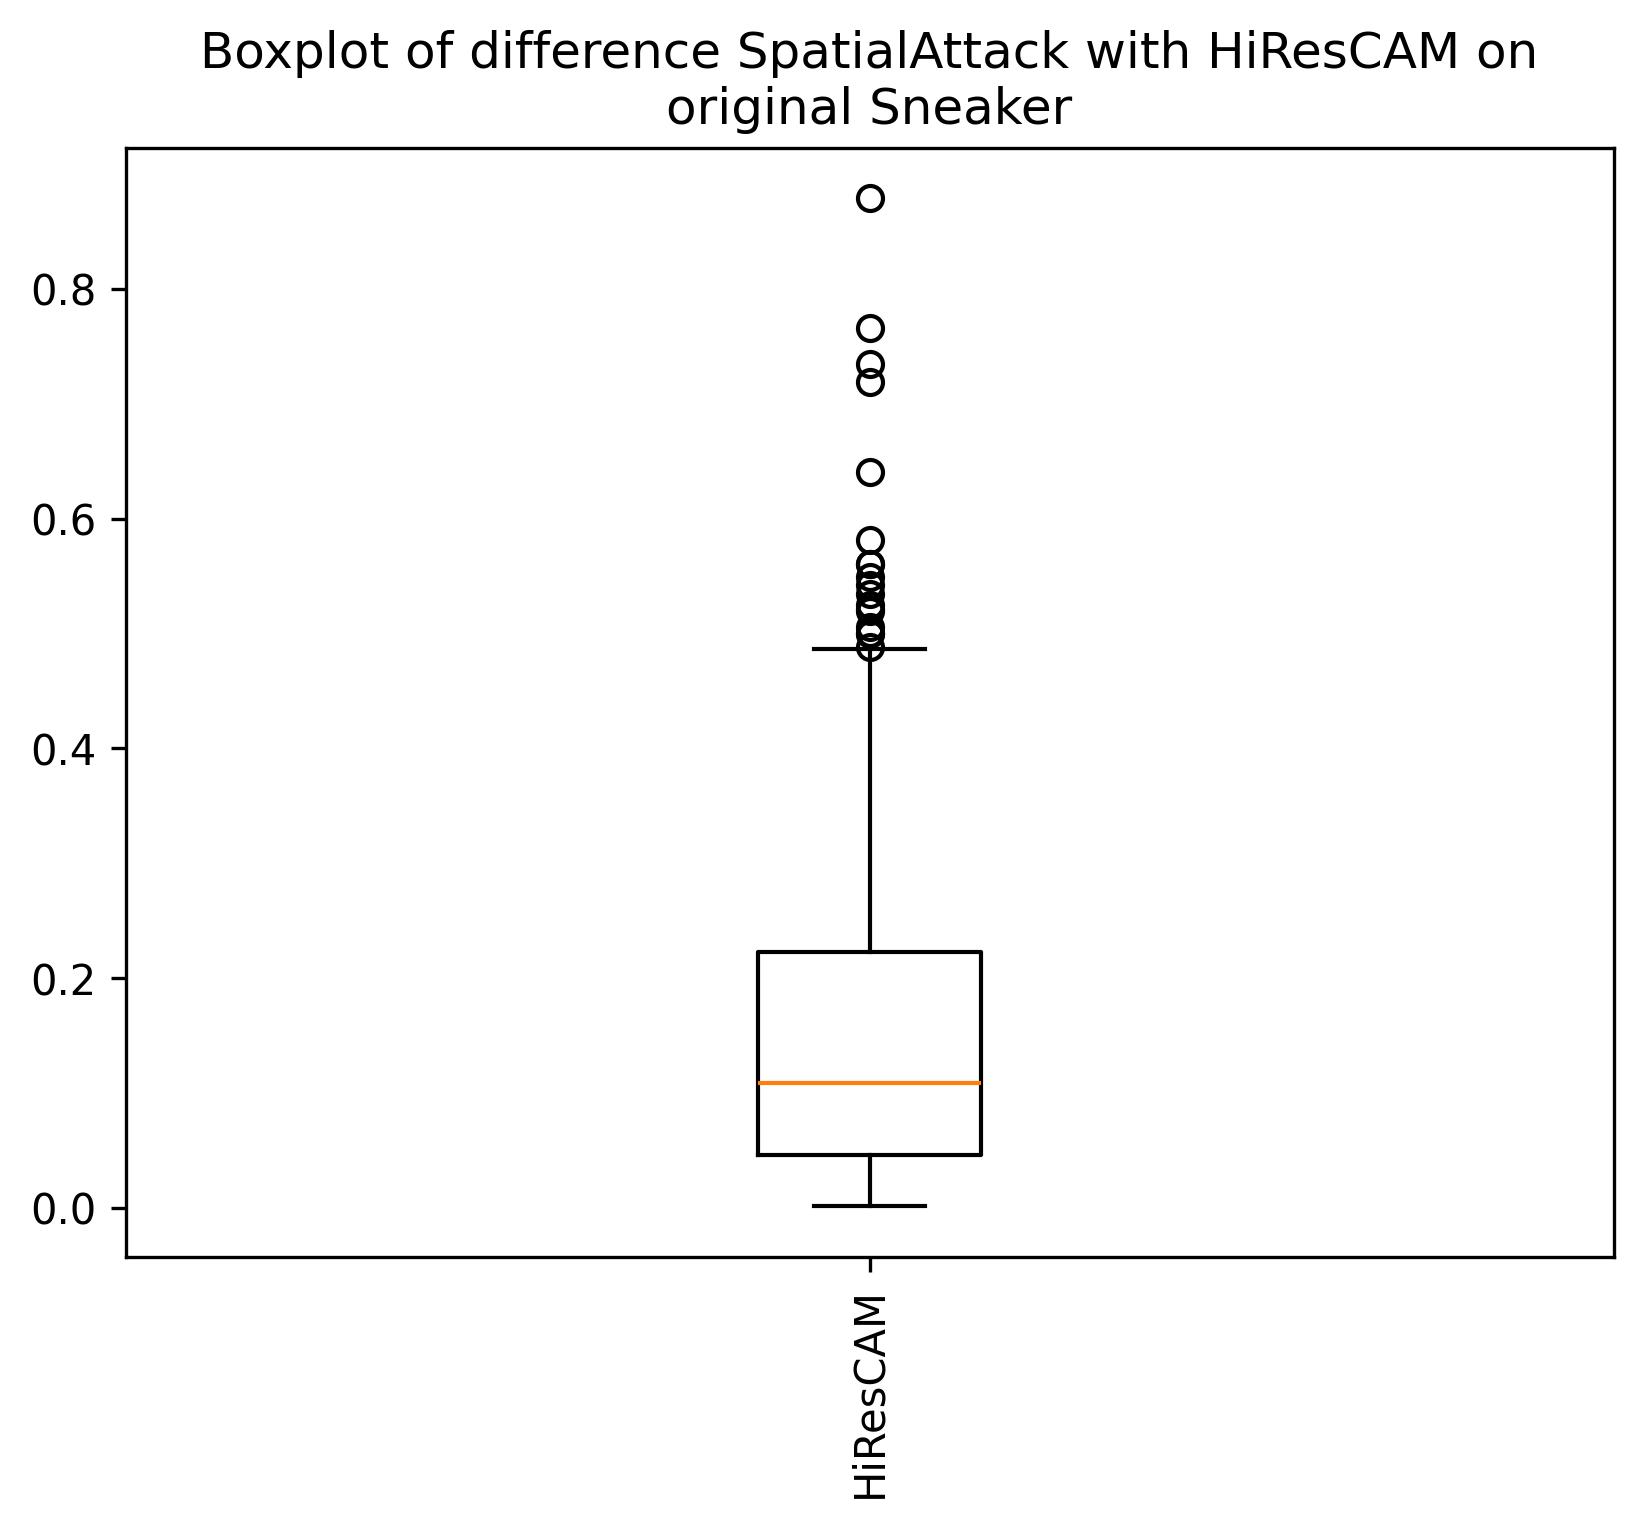 Boxplot of difference SpatialAttack with HiResCAM on
original Sneaker
0.8
0.6
0.4
0.2
0.0
HiResCAM